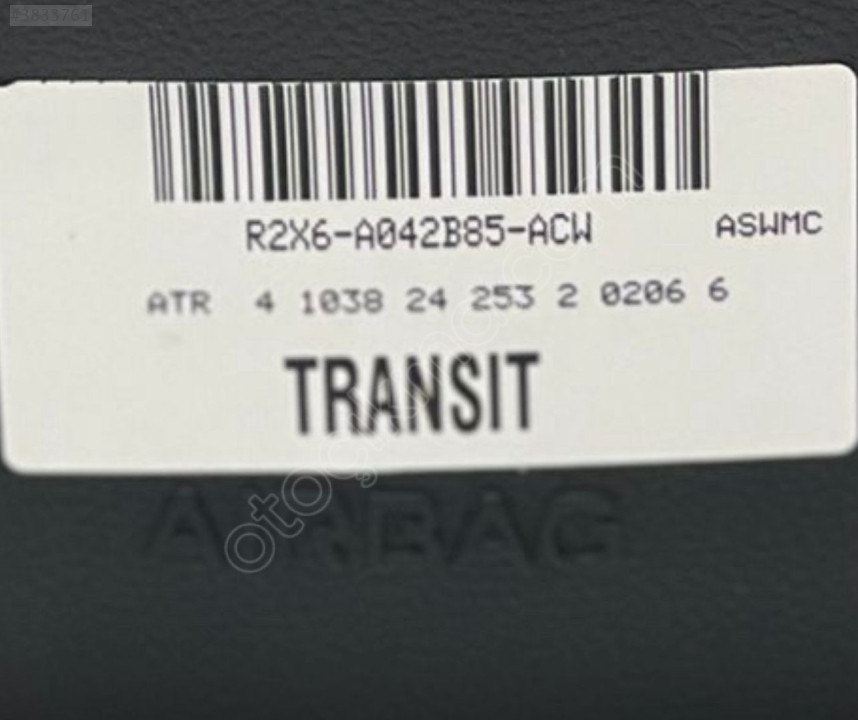 R2X6-A042B85-ACW ASWMC
ATR 4 1038 24 253 2 0206 6
TRANSIT
AIRBAG